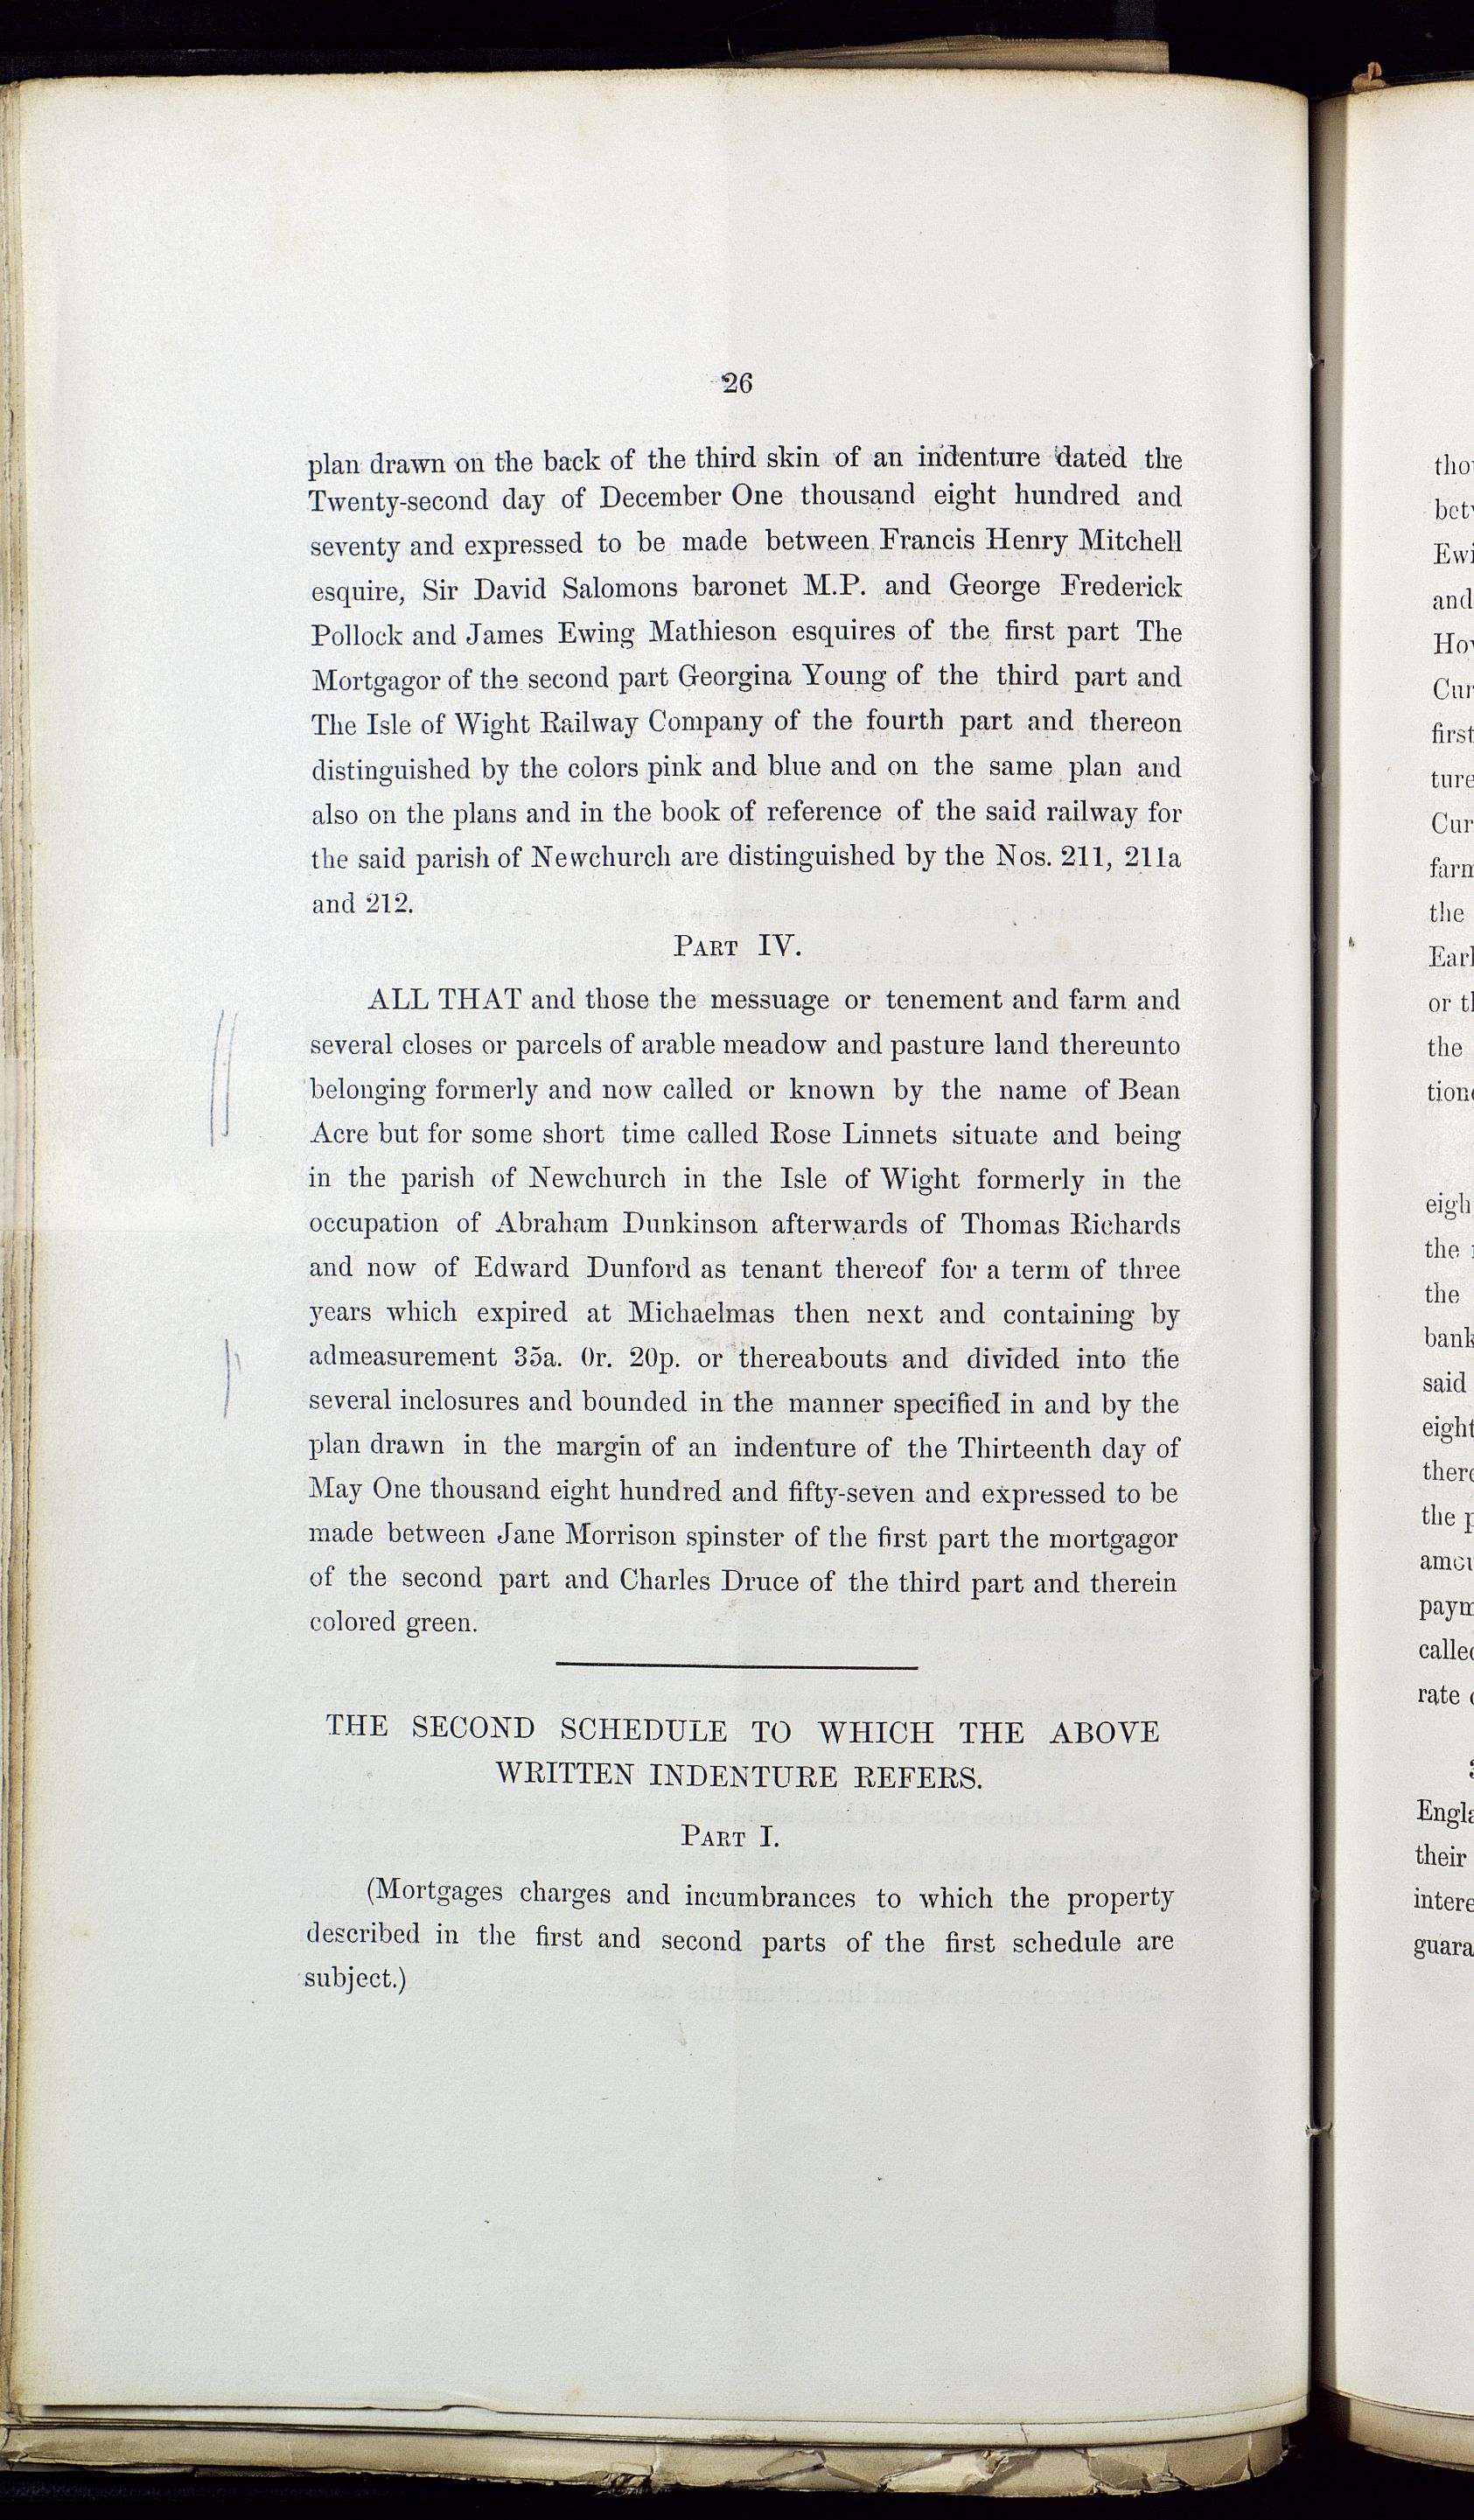 26
plan drawn on the back of the third skin of an indenture dated the
Twenty-second day of December One thousand eight hundred and
seventy and expressed to be made between Francis Henry Mitchell
esquire, Sir David Salomons baronet M.P. and George Frederick
Pollock and James Ewing Mathieson esquires of the first part The
Mortgagor of the second part Georgina Young of the third part and
The Isle of Wight Railway Company of the fourth part and thereon
distinguished by the colors pink and blue and on the same plan and
also on the plans and in the book of reference of the said railway for
the said parish of Newchurch are distinguished by the Nos. 211, 211a
and 212.
PART IV.
ALL THAT and those the messuage or tenement and farm and
several closes or parcels of arable meadow and pasture land thereunto
belonging formerly and now called or known by the name of Bean
Acre but for some short time called Rose Linnets situate and being
in the parish of Newchurch in the Isle of Wight formerly in the
occupation of Abraham Dunkinson afterwards of Thomas Richards
and now of Edward Dunford as tenant thereof for a term of three
years which expired at Michaelmas then next and containing by
admeasurement 35a. 0r. 20p. or thereabouts and divided into the
several inclosures and bounded in the manner specified in and by the
plan drawn in the margin of an indenture of the Thirteenth day of
May One thousand eight hundred and fifty-seven and expressed to be
made between Jane Morrison spinster of the first part the mortgagor
of the second part and Charles Druce of the third part and therein
colored green.
THE SECOND SCHEDULE TO WHICH THE ABOVE
WRITTEN INDENTURE REFERS.
PART I.
(Mortgages charges and incumbrances to which the property
described in the first and second parts of the first schedule are
subject.)
and
first
the
or
the
the
the
said
the
rate
their